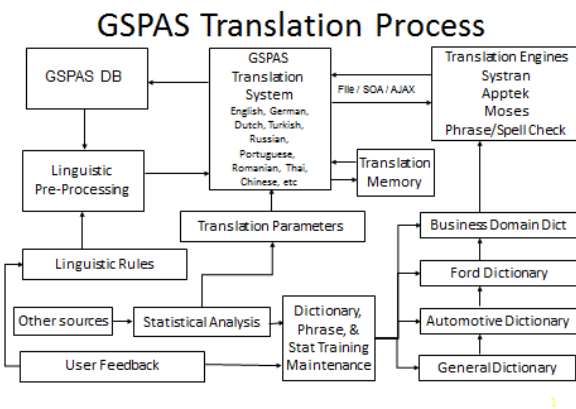 GSPAS Translation Process
GSPAS DB
GSPAS
Translation
System
English, German,
Dutch, Turkish,
Russian,
Portuguese,
Romanian, Thai,
Chinese, etc
File / SOA / AJAX
Translation Engines
Systran
Apptek
Moses
Phrase/Spell Check
Linguistic
Pre-Processing
Translation
Memory
Translation Parameters
Business Domain Dict
Linguistic Rules
Ford Dictionary
Other sources
Statistical Analysis
Dictionary,
Phrase, &
Stat Training
Maintenance
Automotive Dictionary
User Feedback
General Dictionary
1